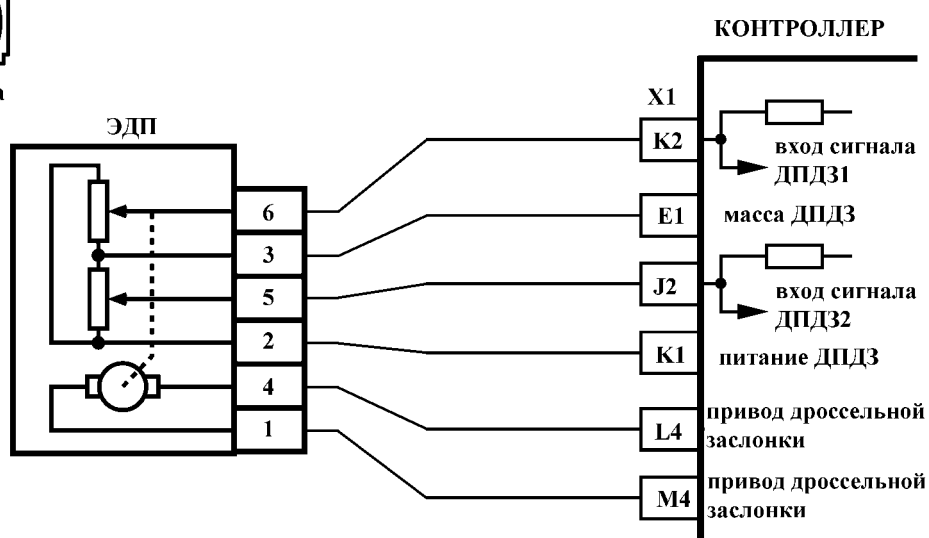 КОНТРОЛЛЕР
а
X1
ЭДП
K2
вход сигнала
ДПДЗ1
6
E1
масса ДПДЗ
3
5
J2
вход сигнала
ДПДЗ2
2
K1
питание ДПДЗ
4
1
L4
привод дроссельной
заслонки
M4
привод дроссельной
заслонки